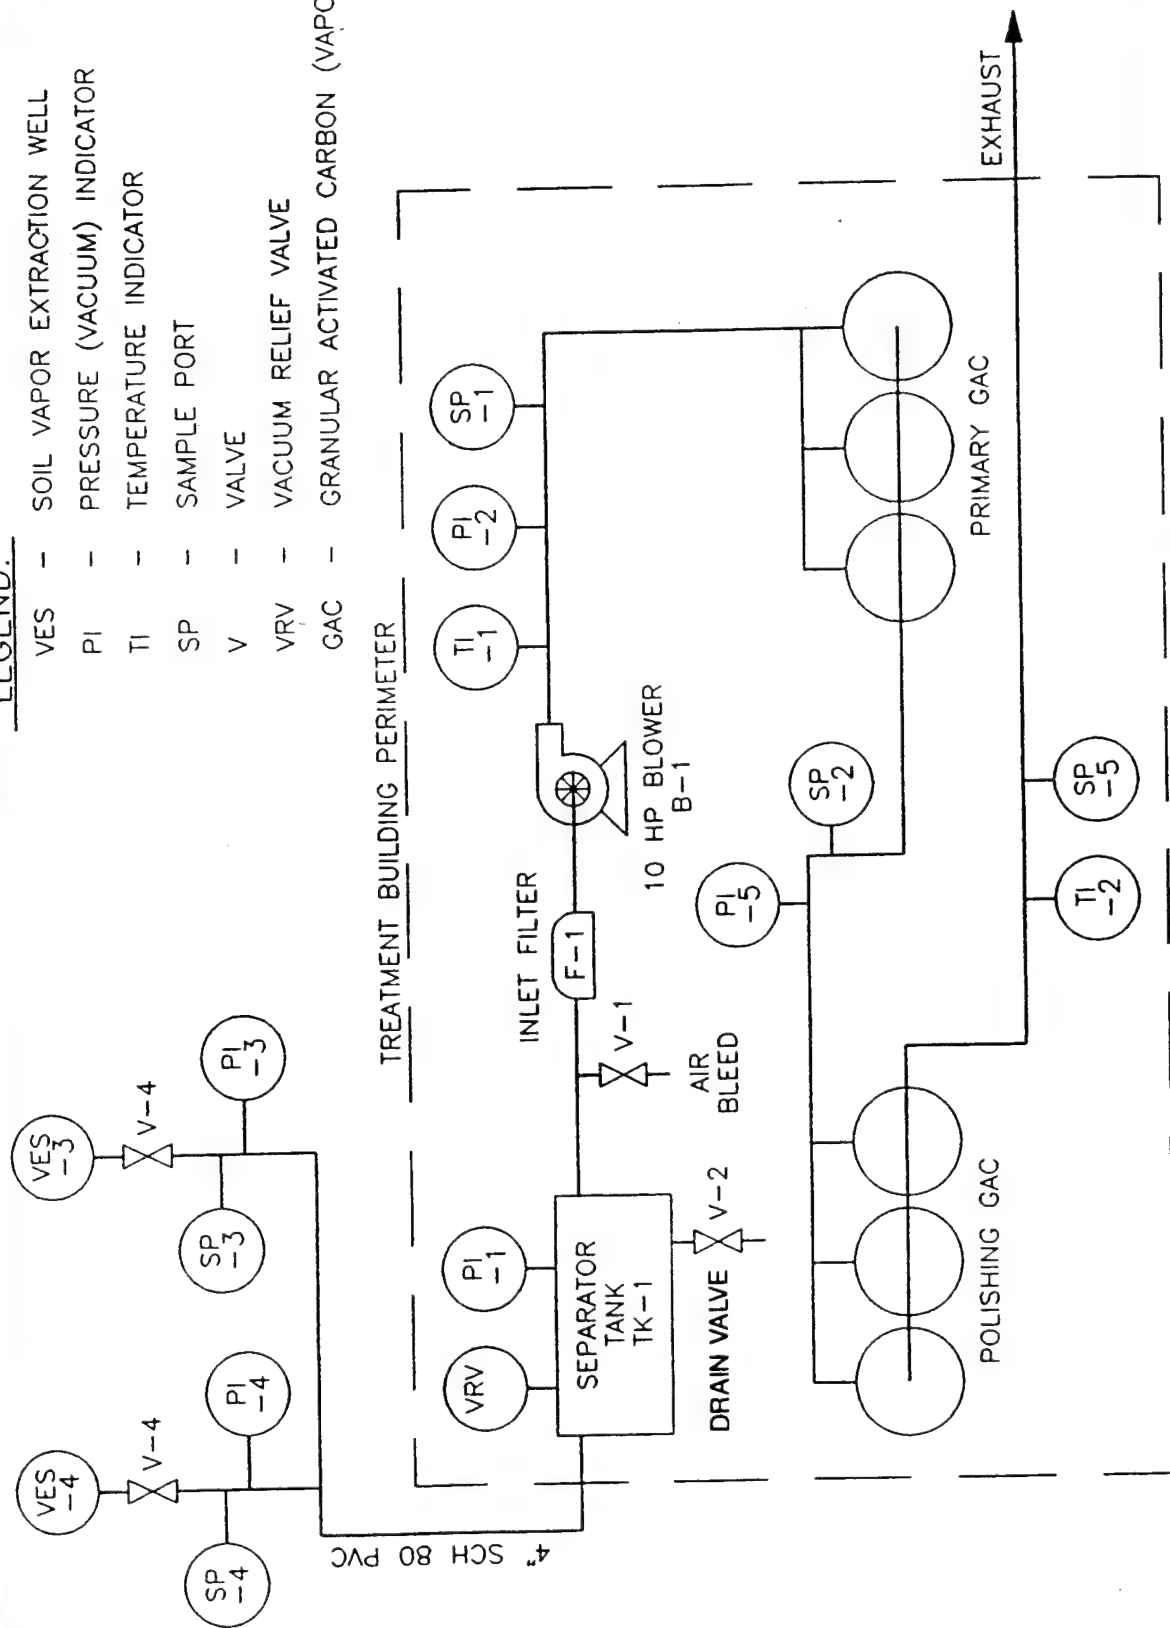 LEGEND:
VES - SOIL VAPOR EXTRACTION WELL
PI - PRESSURE (VACUUM) INDICATOR
TI - TEMPERATURE INDICATOR
SP - SAMPLE PORT
V - VALVE
VRV - VACUUM RELIEF VALVE
GAC - GRANULAR ACTIVATED CARBON (VAPO
VES
-4
V-4
SP
-4
PI
-4
VES
-3
V-4
SP
-3
PI
-3
4" SCH 80 PVC
TREATMENT BUILDING PERIMETER
VRV
PI
-1
SEPARATOR
TANK
TK-1
DRAIN VALVE
V-2
V-1
AIR
BLEED
INLET FILTER
F-1
10 HP BLOWER
B-1
TI
-1
PI
-2
SP
-1
PRIMARY GAC
SP
-2
PI
-5
POLISHING GAC
TI
-2
SP
-5
EXHAUST